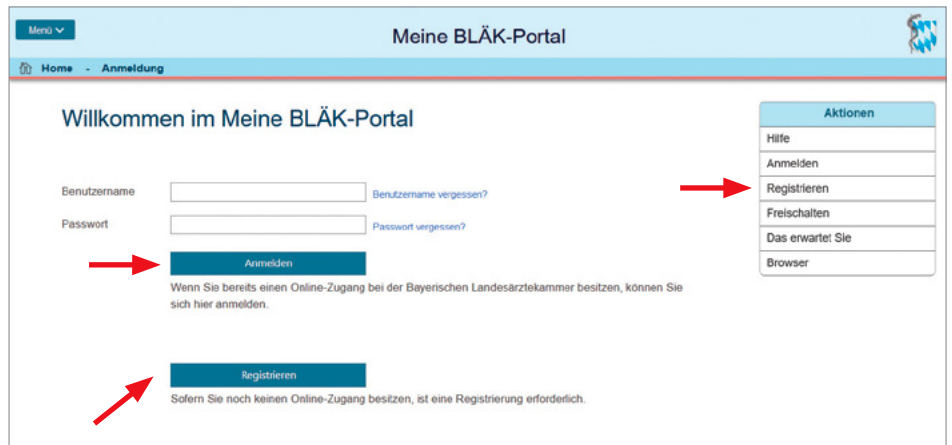 Menü
Meine BLÄK-Portal
Home - Anmeldung
Willkommen im Meine BLÄK-Portal
Benutzername
Benutzername vergessen?
Passwort
Passwort vergessen?
Anmelden
Wenn Sie bereits einen Online-Zugang bei der Bayerischen Landesärztekammer besitzen, können Sie
sich hier anmelden.
Registrieren
Sofern Sie noch keinen Online-Zugang besitzen, ist eine Registrierung erforderlich.
Aktionen
Hilfe
Anmelden
Registrieren
Freischalten
Das erwartet Sie
Browser